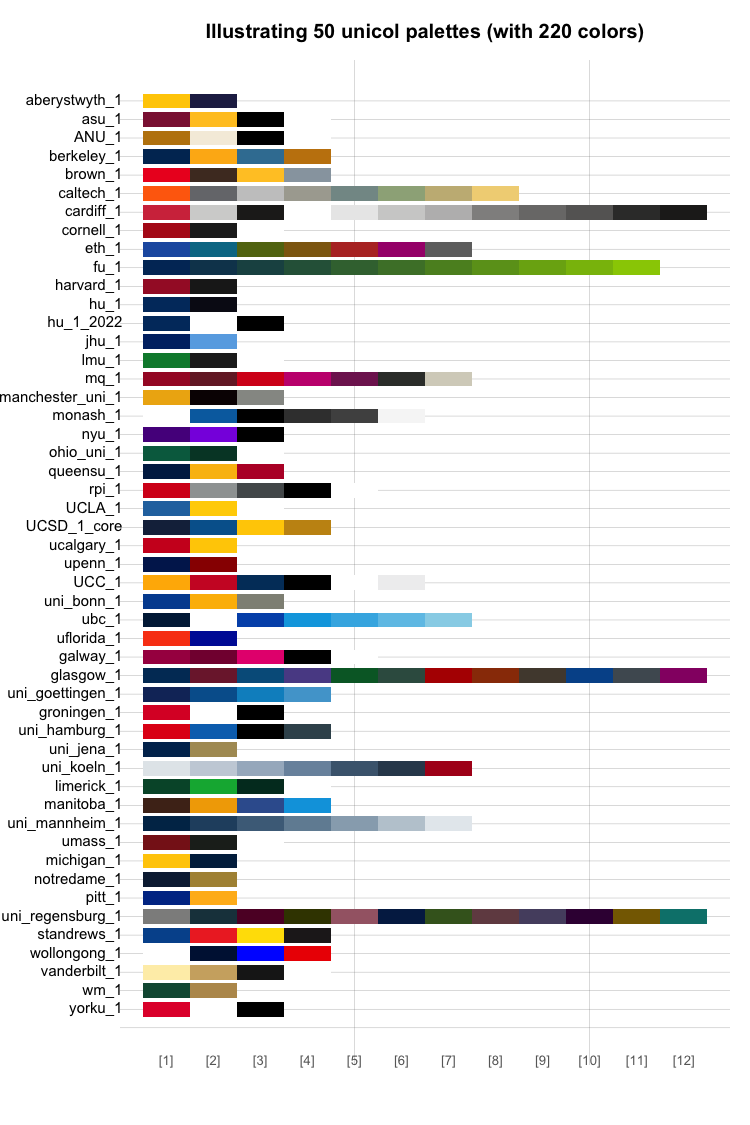 Illustrating 50 unicol palettes (with 220 colors)
aberystwyth_1
asu_1
ANU_1
berkeley_1
brown_1
caltech_1
cardiff_1
cornell_1
eth_1
fu_1
harvard_1
hu_1
hu_1_2022
jhu_1
lmu_1
mq_1
manchester_uni_1
monash_1
nyu_1
ohio_uni_1
queensu_1
rpi_1
UCLA_1
UCSD_1_core
ucalgary_1
upenn_1
UCC_1
uni_bonn_1
ubc_1
uflorida_1
galway_1
glasgow_1
uni_goettingen_1
groningen_1
uni_hamburg_1
uni_jena_1
uni_koeln_1
limerick_1
manitoba_1
uni_mannheim_1
umass_1
michigan_1
notredame_1
pitt_1
uni_regensburg_1
standrews_1
wollongong_1
vanderbilt_1
wm_1
yorku_1
[1] [2] [3] [4] [5] [6] [7] [8] [9] [10] [11] [12]